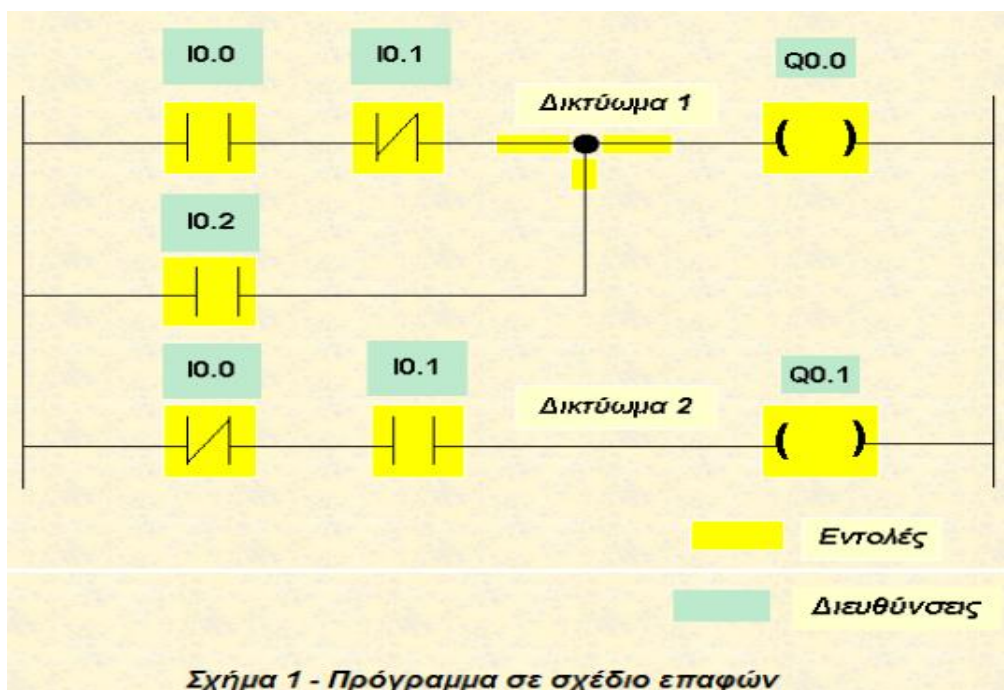 I0.0 I0.1 Q0.0
Δικτύωμα 1
I0.2
I0.0 I0.1 Q0.1
Δικτύωμα 2
Εντολές
Διευθύνσεις
Σχήμα 1 - Πρόγραμμα σε σχέδιο επαφών